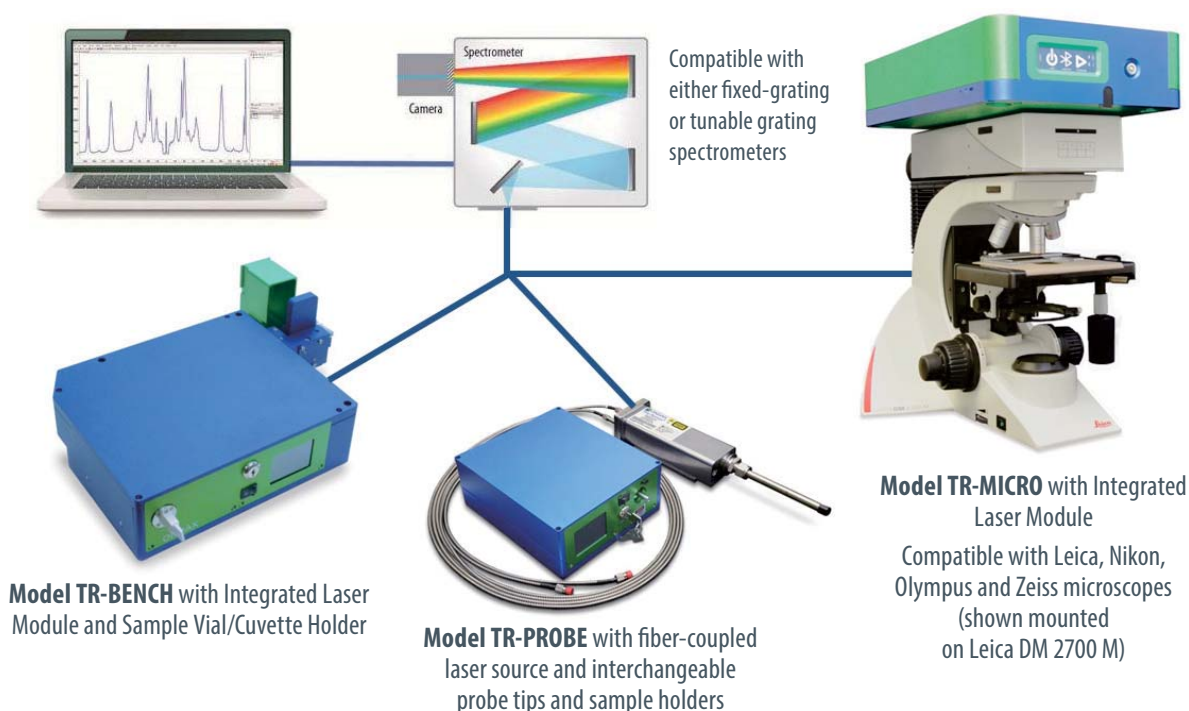 Spectrometer
Camera
Compatible with
either fixed-grating
or tunable grating
spectrometers
Model TR-BENCH with Integrated Laser
Module and Sample Vial/Cuvette Holder
Model TR-PROBE with fiber-coupled
laser source and interchangeable
probe tips and sample holders
Model TR-MICRO with Integrated
Laser Module
Compatible with Leica, Nikon,
Olympus and Zeiss microscopes
(shown mounted
on Leica DM 2700 M)
Leica